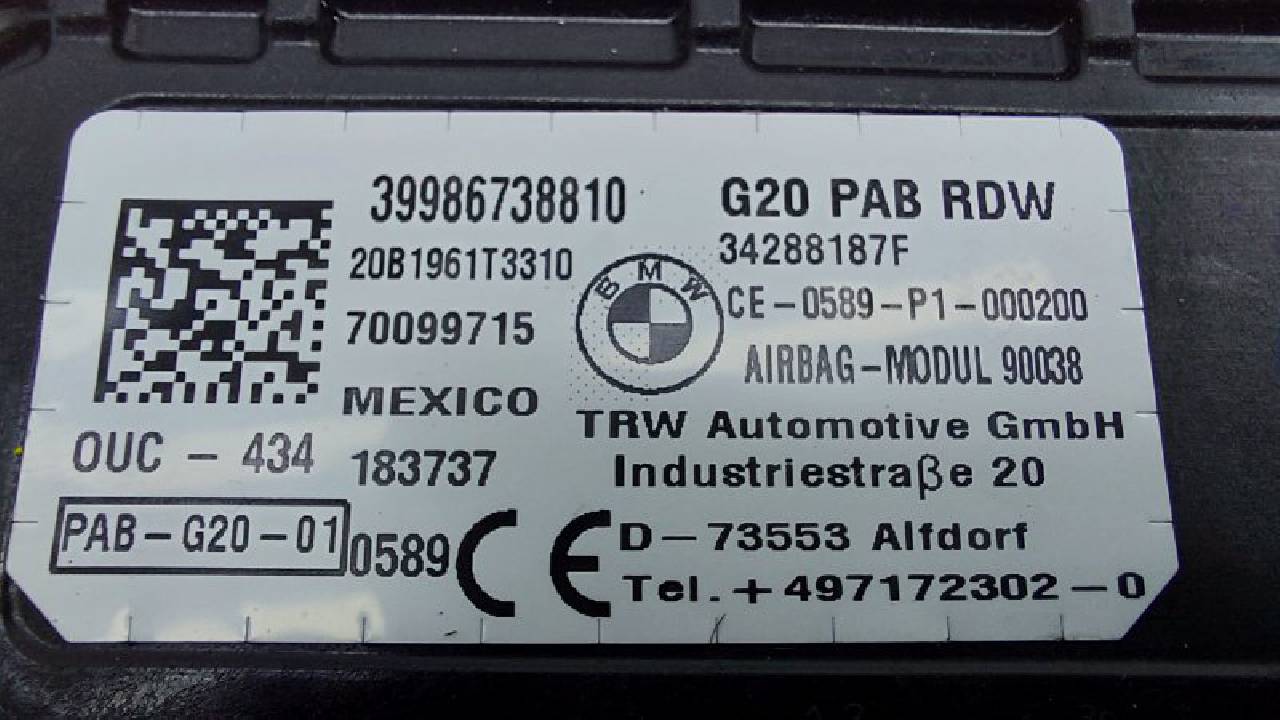 39986738810
G20 PAB RDW
20B1961T3310
BMW
34288187F
70099715
CE-0589-P1-000200
MEXICO
AIRBAG-MODUL 90038
OUC - 434
183737
TRW Automotive GmbH
Industriestraße 20
PAB-G20-01
0589
CE
D-73553 Alfdorf
Tel.+497172302-0